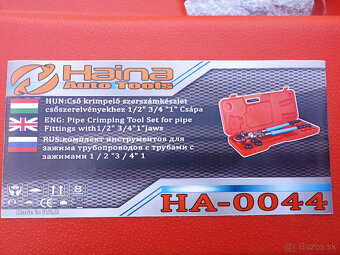 Haina
Auto Tools
HUN:Cső krimpelő szerszámkészlet
csőszerelvényekhez 1/2" 3/4 "1" Csápa
ENG: Pipe Crimping Tool Set for pipe
Fittings with1/2" 3/4"1"Jaws
RUS:комплект инструментов для
зажима трубопроводов с трубами с
зажимами 1 / 2 "3 / 4" 1
8
Made in P.R.C
HA-0044
bazos.sk